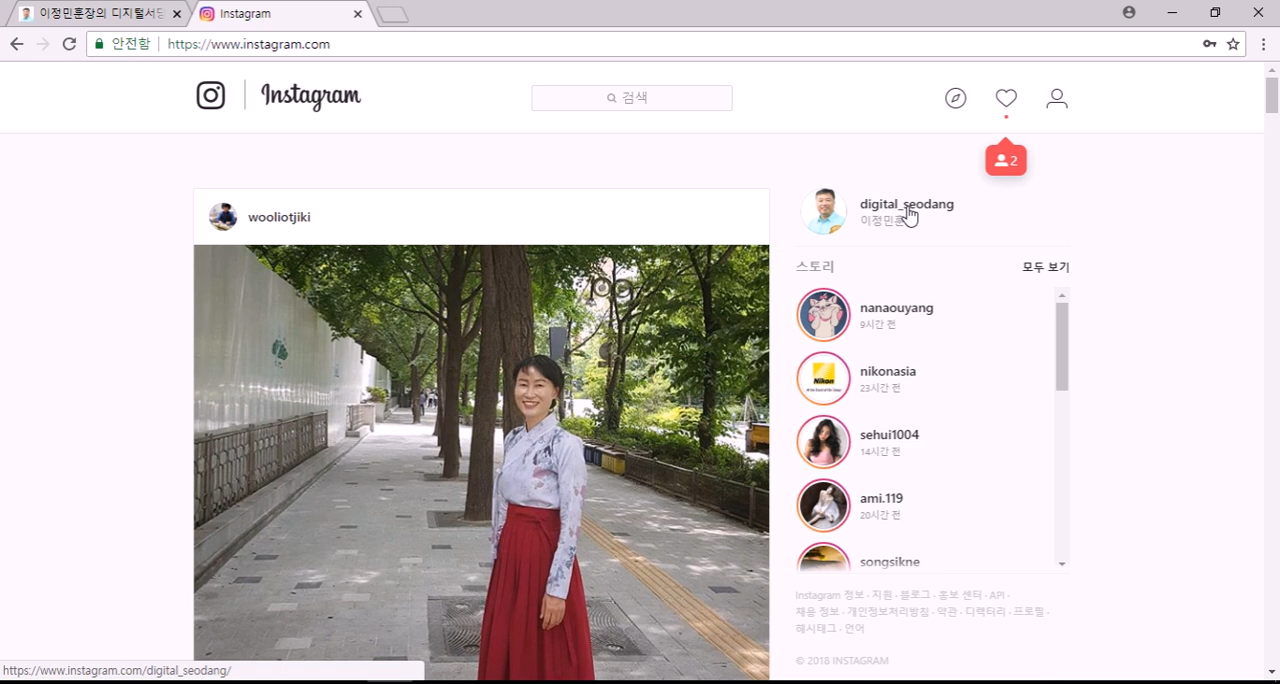 이정민훈장의 디지털서당
Instagram
안전함
https://www.instagram.com
Instagram
검색
2
wooliotjiki
digital_seodang
이정민훈
스토리
모두 보기
nanaouyang
9시간 전
nikonasia
23시간 전
Nikon
sehui1004
14시간 전
ami.119
20시간 전
songsikne
Instagram 정보 · 지원 · 블로그 · 홍보 센터 · API ·
채용 정보 · 개인정보처리방침 · 약관 · 디렉터리 · 프로필 ·
해시태그 · 언어
© 2018 INSTAGRAM
https://www.instagram.com/digital_seodang/